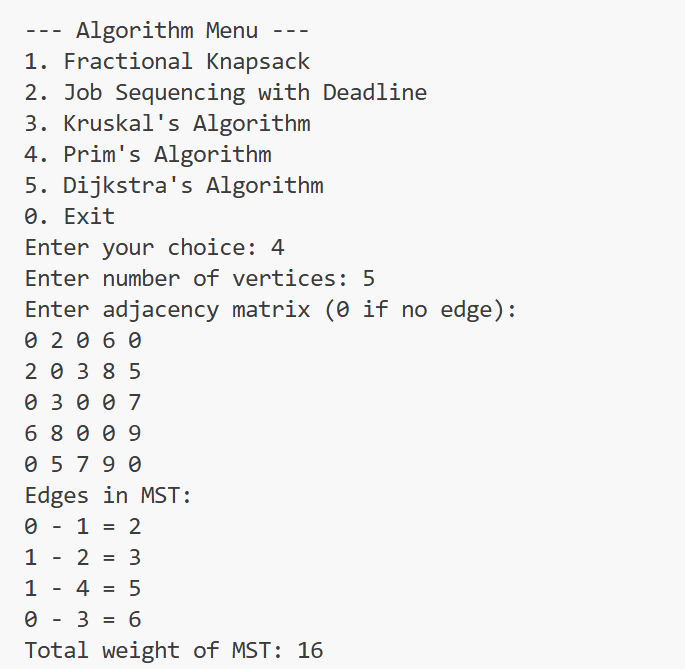 --- Algorithm Menu ---
1. Fractional Knapsack
2. Job Sequencing with Deadline
3. Kruskal's Algorithm
4. Prim's Algorithm
5. Dijkstra's Algorithm
0. Exit
Enter your choice: 4
Enter number of vertices: 5
Enter adjacency matrix (0 if no edge):
0 2 0 6 0
2 0 3 8 5
0 3 0 0 7
6 8 0 0 9
0 5 7 9 0
Edges in MST:
0 - 1 = 2
1 - 2 = 3
1 - 4 = 5
0 - 3 = 6
Total weight of MST: 16